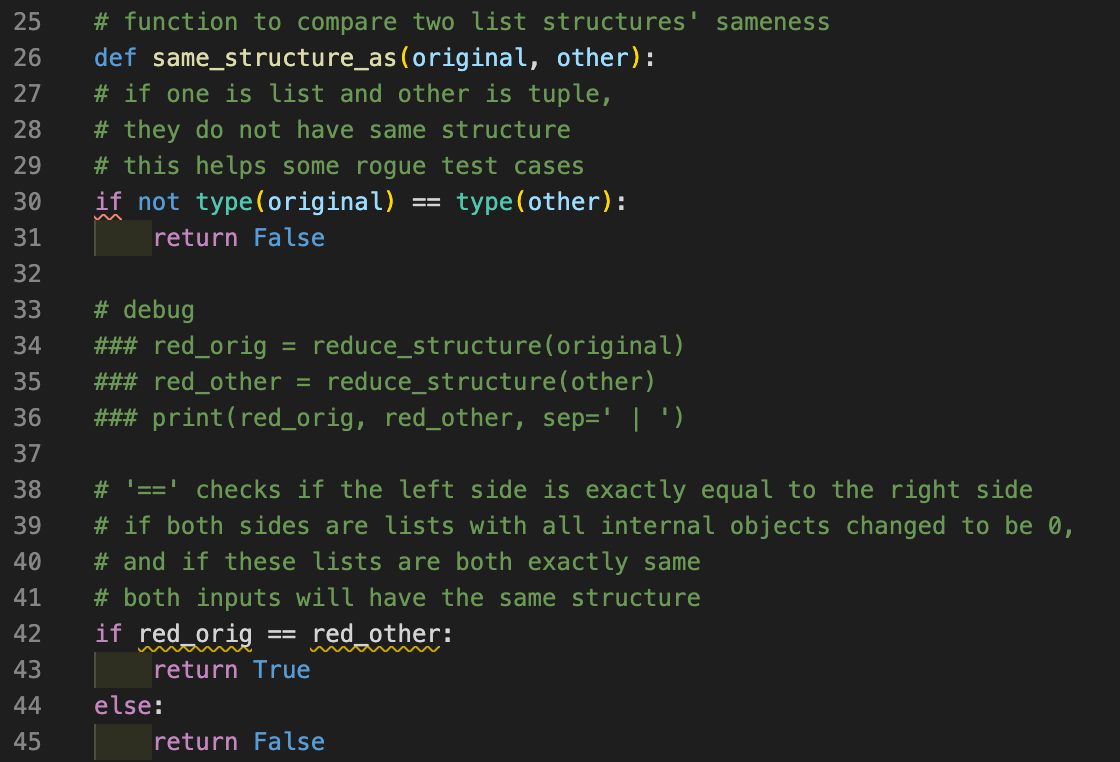 25 # function to compare two list structures' sameness
26 def same_structure_as(original, other):
27 # if one is list and other is tuple,
28 # they do not have same structure
29 # this helps some rogue test cases
30 if not type(original) == type(other):
31     return False
32
33 # debug
34 ### red_orig = reduce_structure(original)
35 ### red_other = reduce_structure(other)
36 ### print(red_orig, red_other, sep=' | ')
37
38 # '==' checks if the left side is exactly equal to the right side
39 # if both sides are lists with all internal objects changed to be 0,
40 # and if these lists are both exactly same
41 # both inputs will have the same structure
42 if red_orig == red_other:
43     return True
44 else:
45     return False